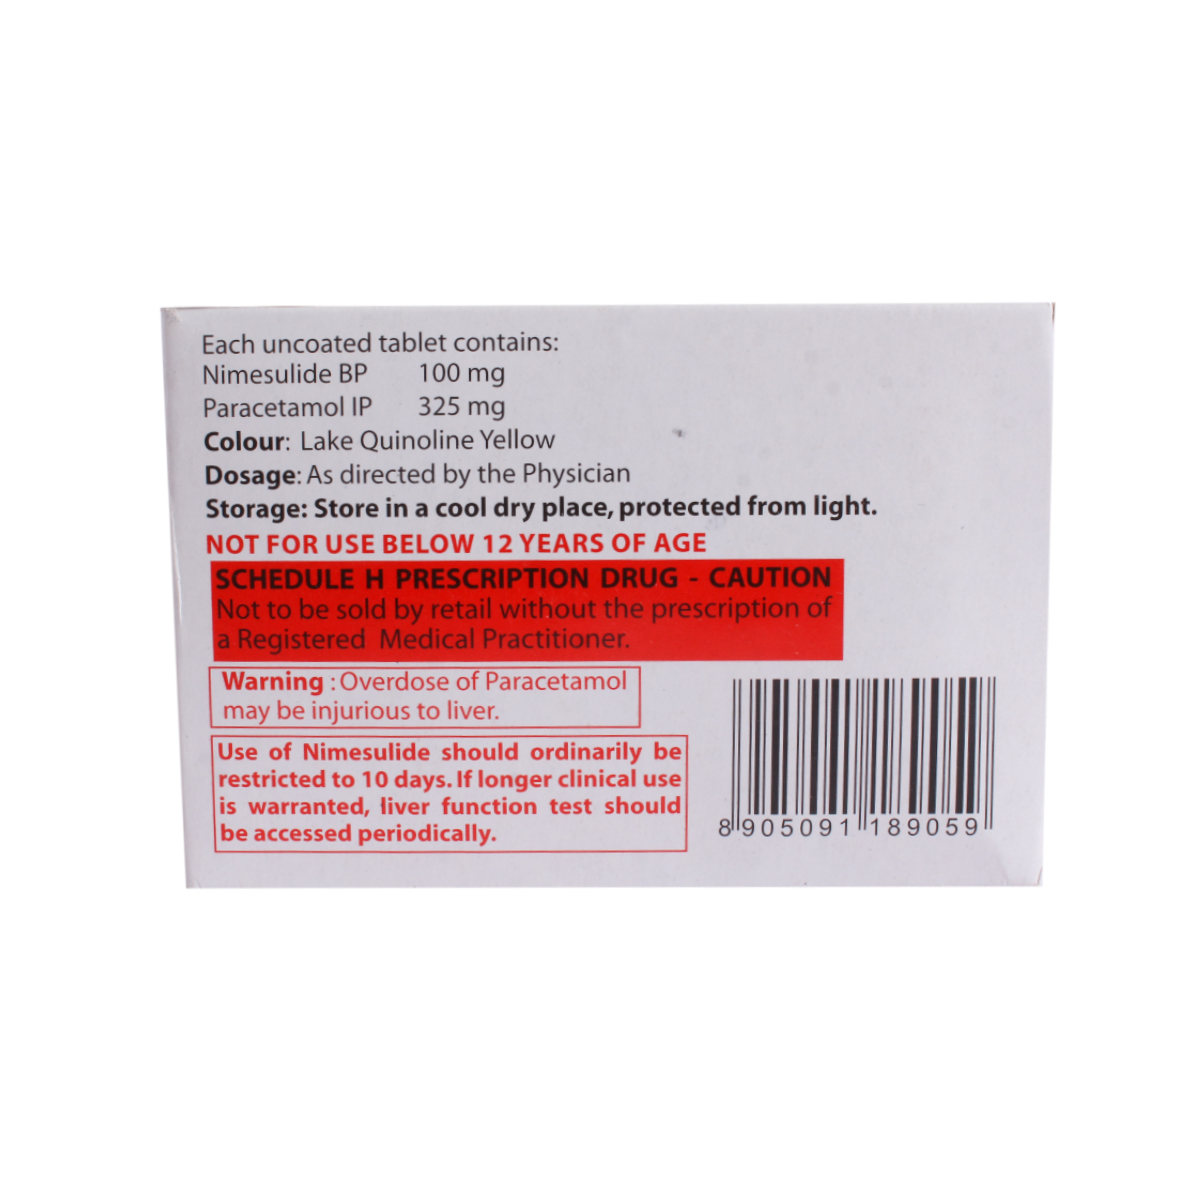 Each uncoated tablet contains:
Nimesulide BP 100 mg
Paracetamol IP 325 mg
Colour: Lake Quinoline Yellow
Dosage: As directed by the Physician
Storage: Store in a cool dry place, protected from light.
NOT FOR USE BELOW 12 YEARS OF AGE
SCHEDULE H PRESCRIPTION DRUG - CAUTION
Not to be sold by retail without the prescription of
a Registered Medical Practitioner.
Warning : Overdose of Paracetamol
may be injurious to liver.
Use of Nimesulide should ordinarily be
restricted to 10 days. If longer clinical use
is warranted, liver function test should
be accessed periodically.
8 905091 189059